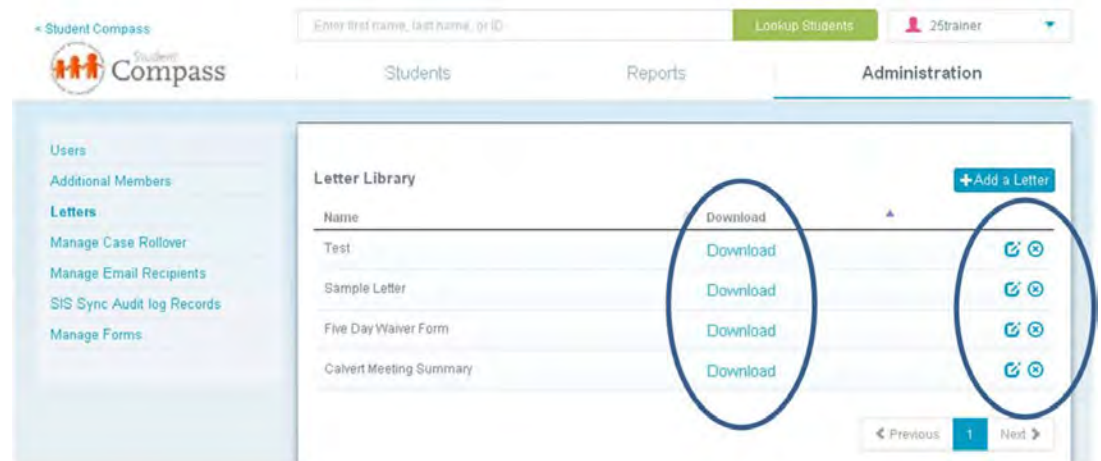 « Student Compass
Enter first name, last name, or ID
Lookup Students
25trainer
Student
Compass
Students
Reports
Administration
Users
Additional Members
Letters
Manage Case Rollover
Manage Email Recipients
SIS Sync Audit log Records
Manage Forms
Letter Library
+Add a Letter
Name
Download
Test
Download
Sample Letter
Download
Five Day Waiver Form
Download
Calvert Meeting Summary
Download
Previous
1
Next